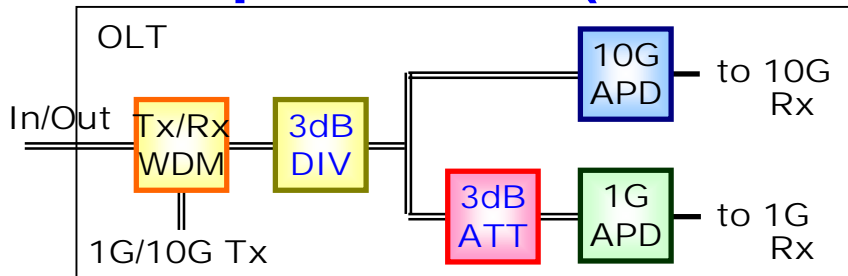 OLT
10G
APD
to 10G
Rx
In/Out
Tx/Rx
WDM
3dB
DIV
3dB
ATT
1G
APD
to 1G
Rx
1G/10G Tx